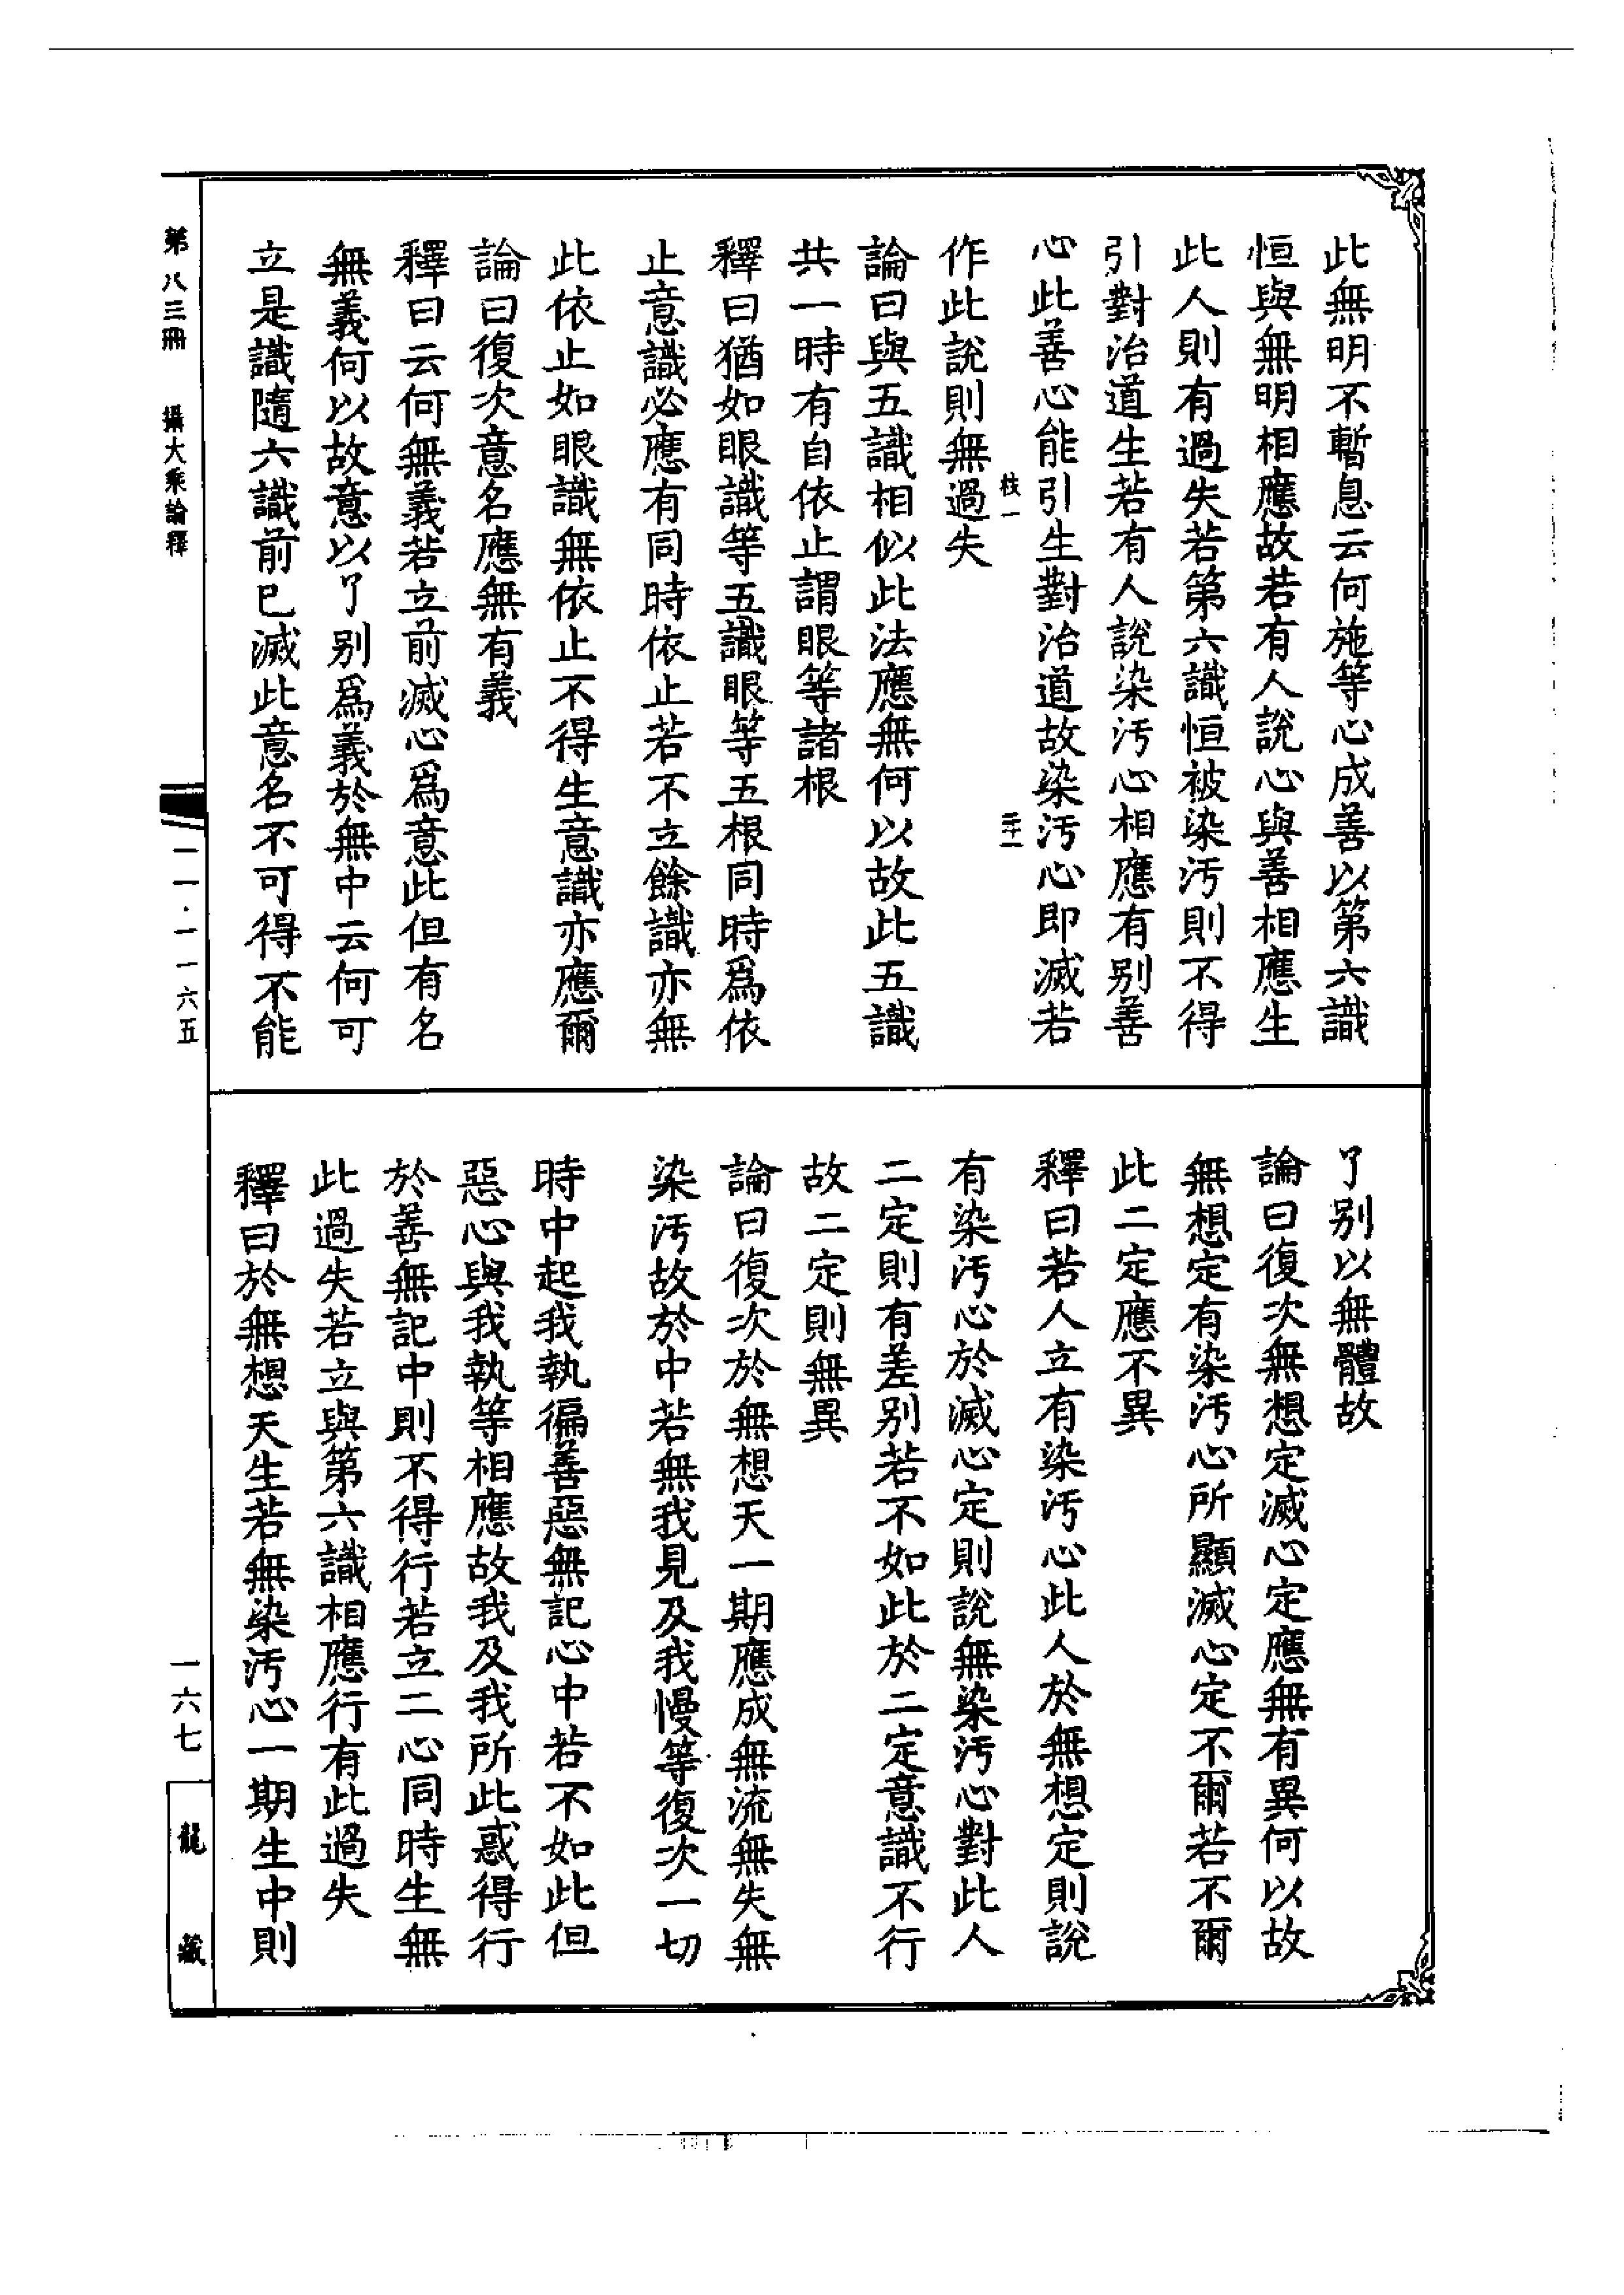 此無明不暫息云何施等心成善以第六識
恒與無明相應故若有人說心與善相應生
此人則有過失若第六識恒被染汚則不得
引對治道生若有人說染汚心相應有別善
心此善心能引生對治道故染汚心即滅若
枝一
二十一
作此說則無過失
論曰與五識相似此法應無何以故此五識
共一時有自依止謂眼等諸根
釋曰猶如眼識等五識眼等五根同時爲依
止意識必應有同時依止若不立餘識亦無
此依止如眼識無依止不得生意識亦應爾
論曰復次意名應無有義
釋曰云何無義若立前滅心爲意此但有名
無義何以故意以了別爲義於無中云何可
立是識隨六識前已滅此意名不可得不能
了別以無體故
論曰復次無想定滅心定應無有異何以故
無想定有染汚心所顯滅心定不爾若不爾
此二定應不異
釋曰若人立有染汚心此人於無想定則說
有染汚心於滅心定則說無染汚心對此人
二定則有差別若不如此於二定意識不行
故二定則無異
論曰復次於無想天一期應成無流無失無
染汚故於中若無我見及我慢等復次一切
時中起我執徧善惡無記心中若不如此但
惡心與我執等相應故我及我所此惑得行
於善無記中則不得行若立二心同時生無
此過失若立與第六識相應行有此過失
釋曰於無想天生若無染汚心一期生中則
第八三冊 攝大乘論釋
一一·一一六五
一六七
龍藏